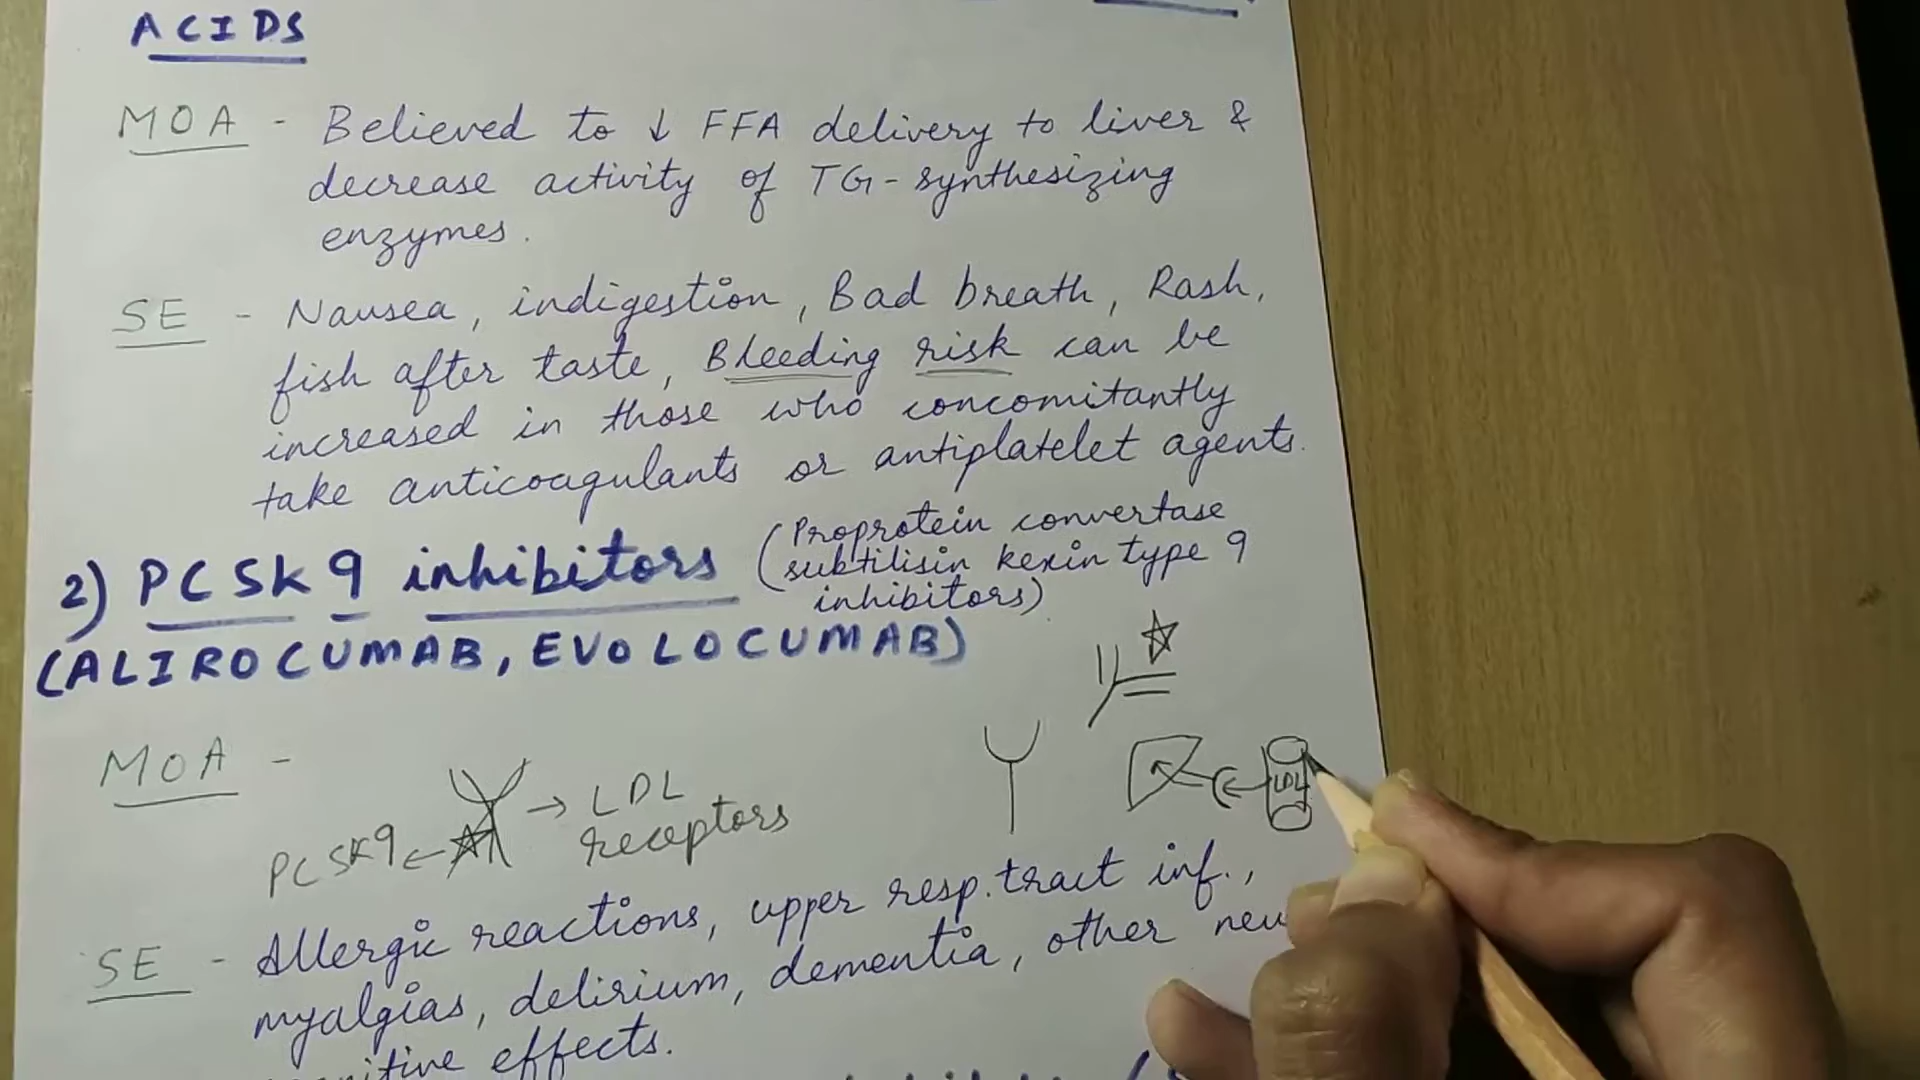 ACIDS
MOA - Believed to ↓ FFA delivery to liver &
decrease activity of TG-synthesizing
enzymes.
SE - Nausea, indigestion, Bad breath, Rash,
fish after taste, Bleeding risk can be
increased in those who concomitantly
take anticoagulants or antiplatelet agents.
2) PCSK9 inhibitors (Proprotein convertase
subtilisin kexin type 9
inhibitors)
(ALIROCUMAB, EVOLOCUMAB)
MOA -
PCSK9 ← → LDL
receptors
LDL
SE - Allergic reactions, upper resp. tract inf.,
myalgias, delirium, dementia, other
effects.